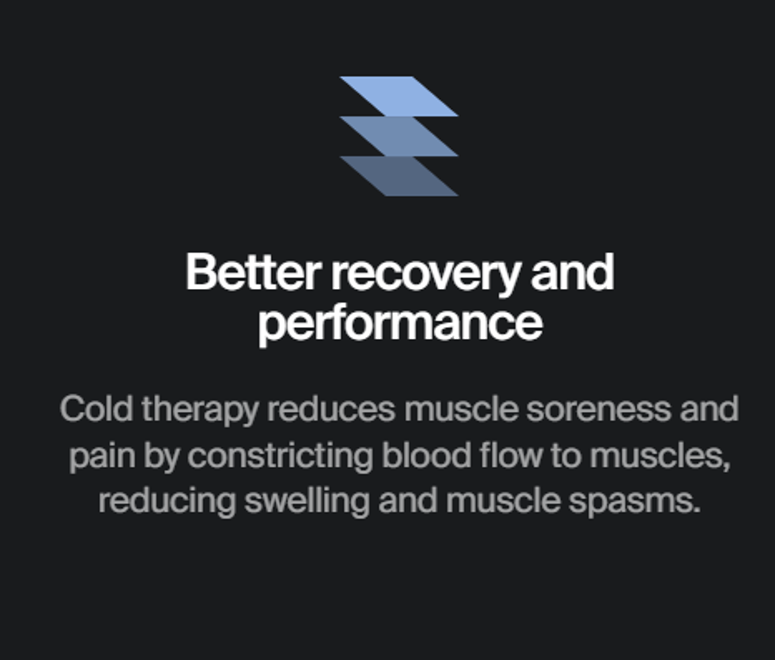 Better recovery and
performance
Cold therapy reduces muscle soreness and
pain by constricting blood flow to muscles,
reducing swelling and muscle spasms.